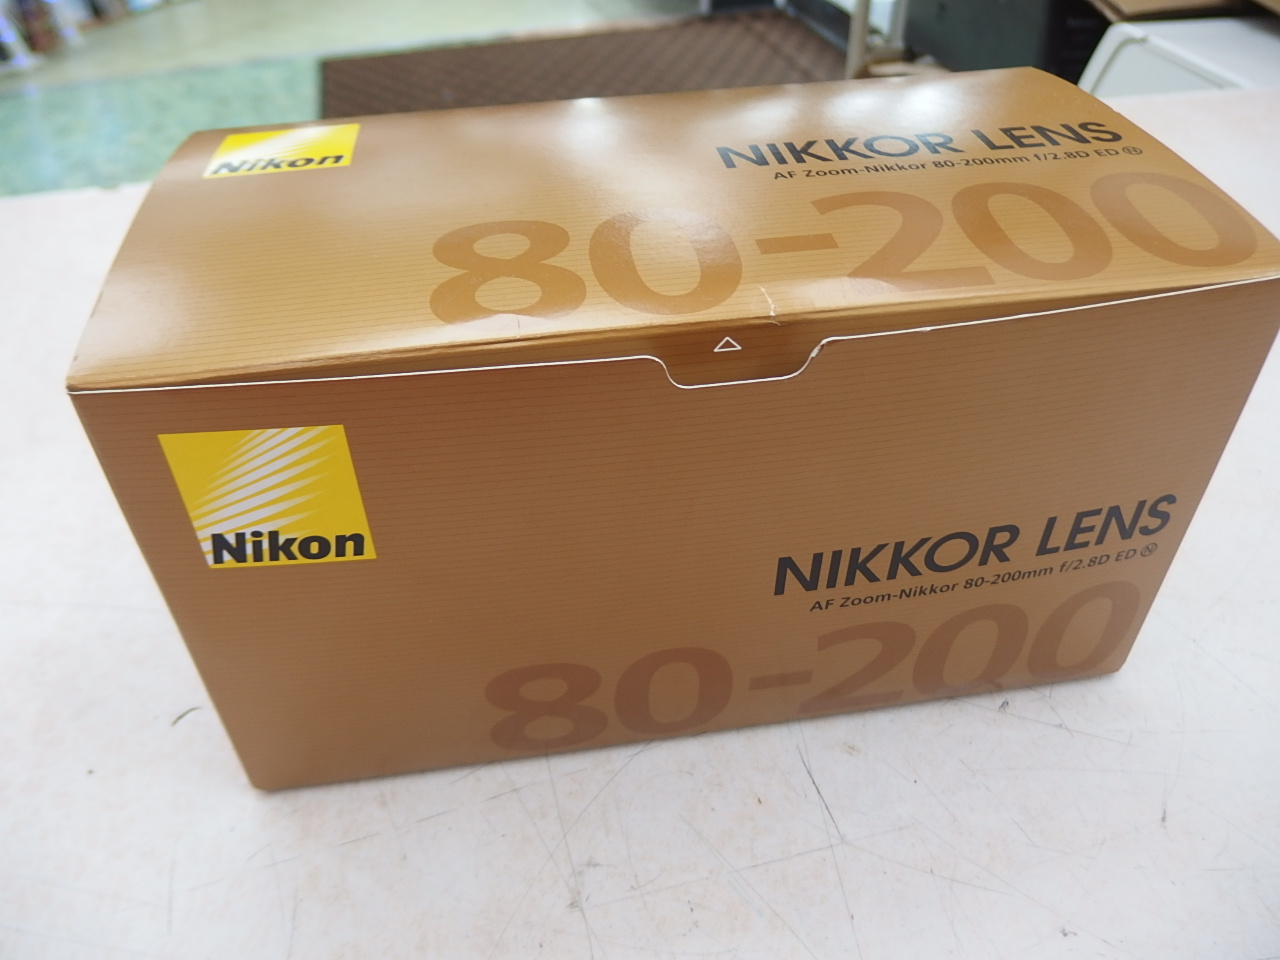 Nikon
NIKKOR LENS
AF Zoom-Nikkor 80-200mm f/2.8D ED Ⓝ
80-200
Nikon
NIKKOR LENS
AF Zoom-Nikkor 80-200mm f/2.8D ED Ⓝ
80-200